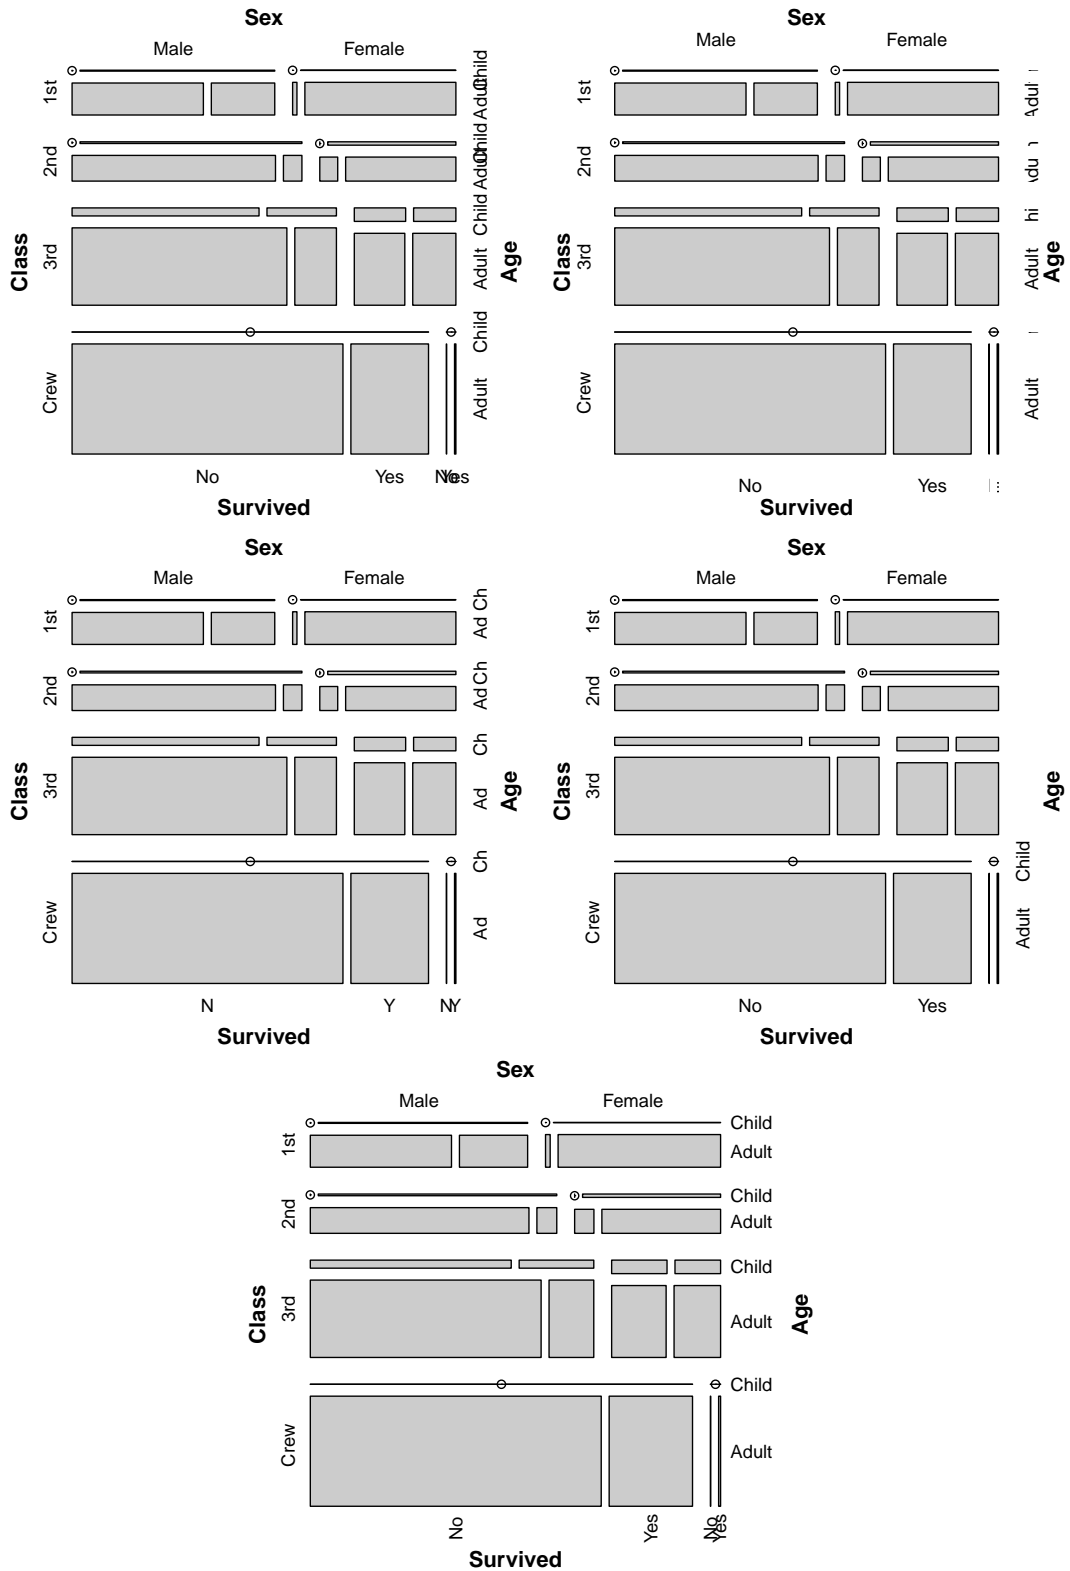 Sex
Male Female
1st
Child
Adult
2nd
Child
Adult
3rd
Child
Adult
Crew
Child
Adult
Class
Age
No Yes No Yes
Survived
Sex
Male Female
1st
2nd
3rd
Adult
Crew
Adult
Class
Age
No Yes
Survived
Sex
Male Female
1st
Ch
Ad
2nd
Ch
Ad
3rd
Ch
Ad
Crew
Ch
Ad
Class
Age
N Y N Y
Survived
Sex
Male Female
1st
2nd
3rd
Crew
Child
Adult
Class
Age
No Yes
Survived
Sex
Male Female
1st
Child
Adult
2nd
Child
Adult
3rd
Child
Adult
Crew
Child
Adult
Class
Age
No Yes No Yes
Survived